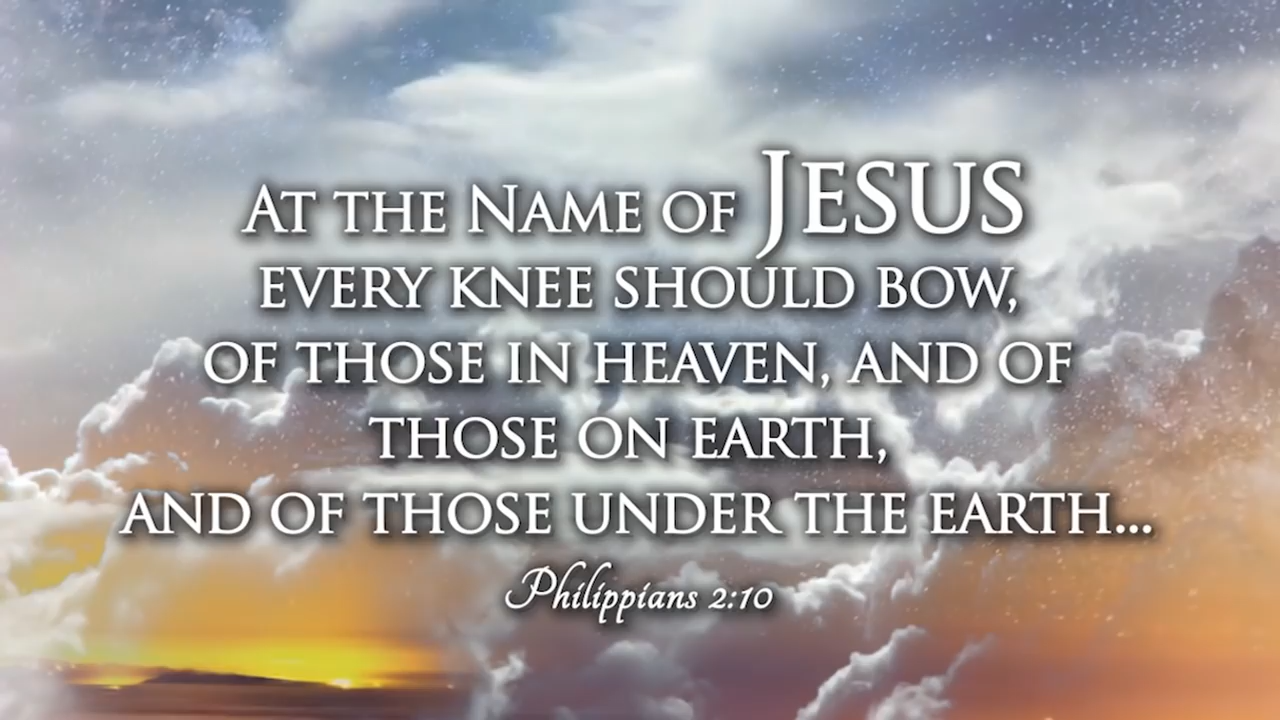 At the Name of Jesus
every knee should bow,
of those in heaven, and of
those on earth,
and of those under the earth...
Philippians 2:10